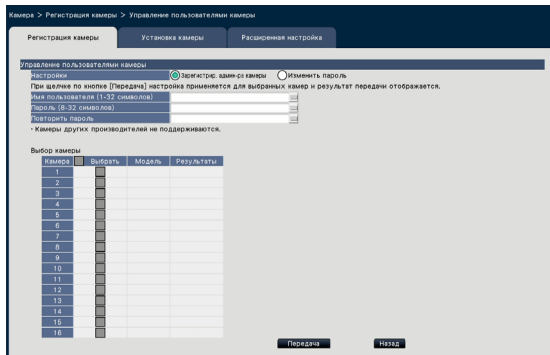 Камера > Регистрация камеры > Управление пользователями камеры
Регистрация камеры Установка камеры Расширенная настройка
Управление пользователями камеры
Настройки Зарегистрир. админ-ра камеры Изменить пароль
При щелчке по кнопке [Передача] настройка применяется для выбранных камер и результат передачи отображается.
Имя пользователя (1-32 символов)
Пароль (8-32 символов)
Повторить пароль
· Камеры других производителей не поддерживаются.
Выбор камеры
Камера Выбрать Модель Результаты
1
2
3
4
5
6
7
8
9
10
11
12
13
14
15
16
Передача Назад